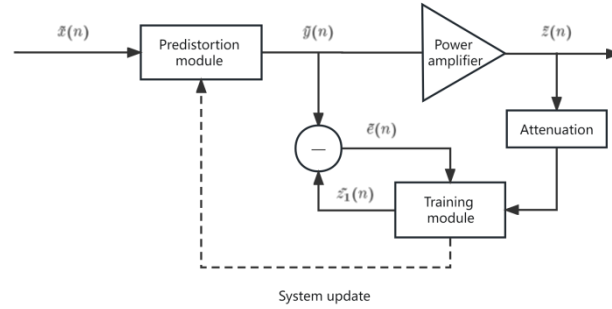 x̃(n)
Predistortion
module
ỹ(n)
Power
amplifier
z̃(n)
Attenuation
ẽ(n)
—
z̃₁(n)
Training
module
System update